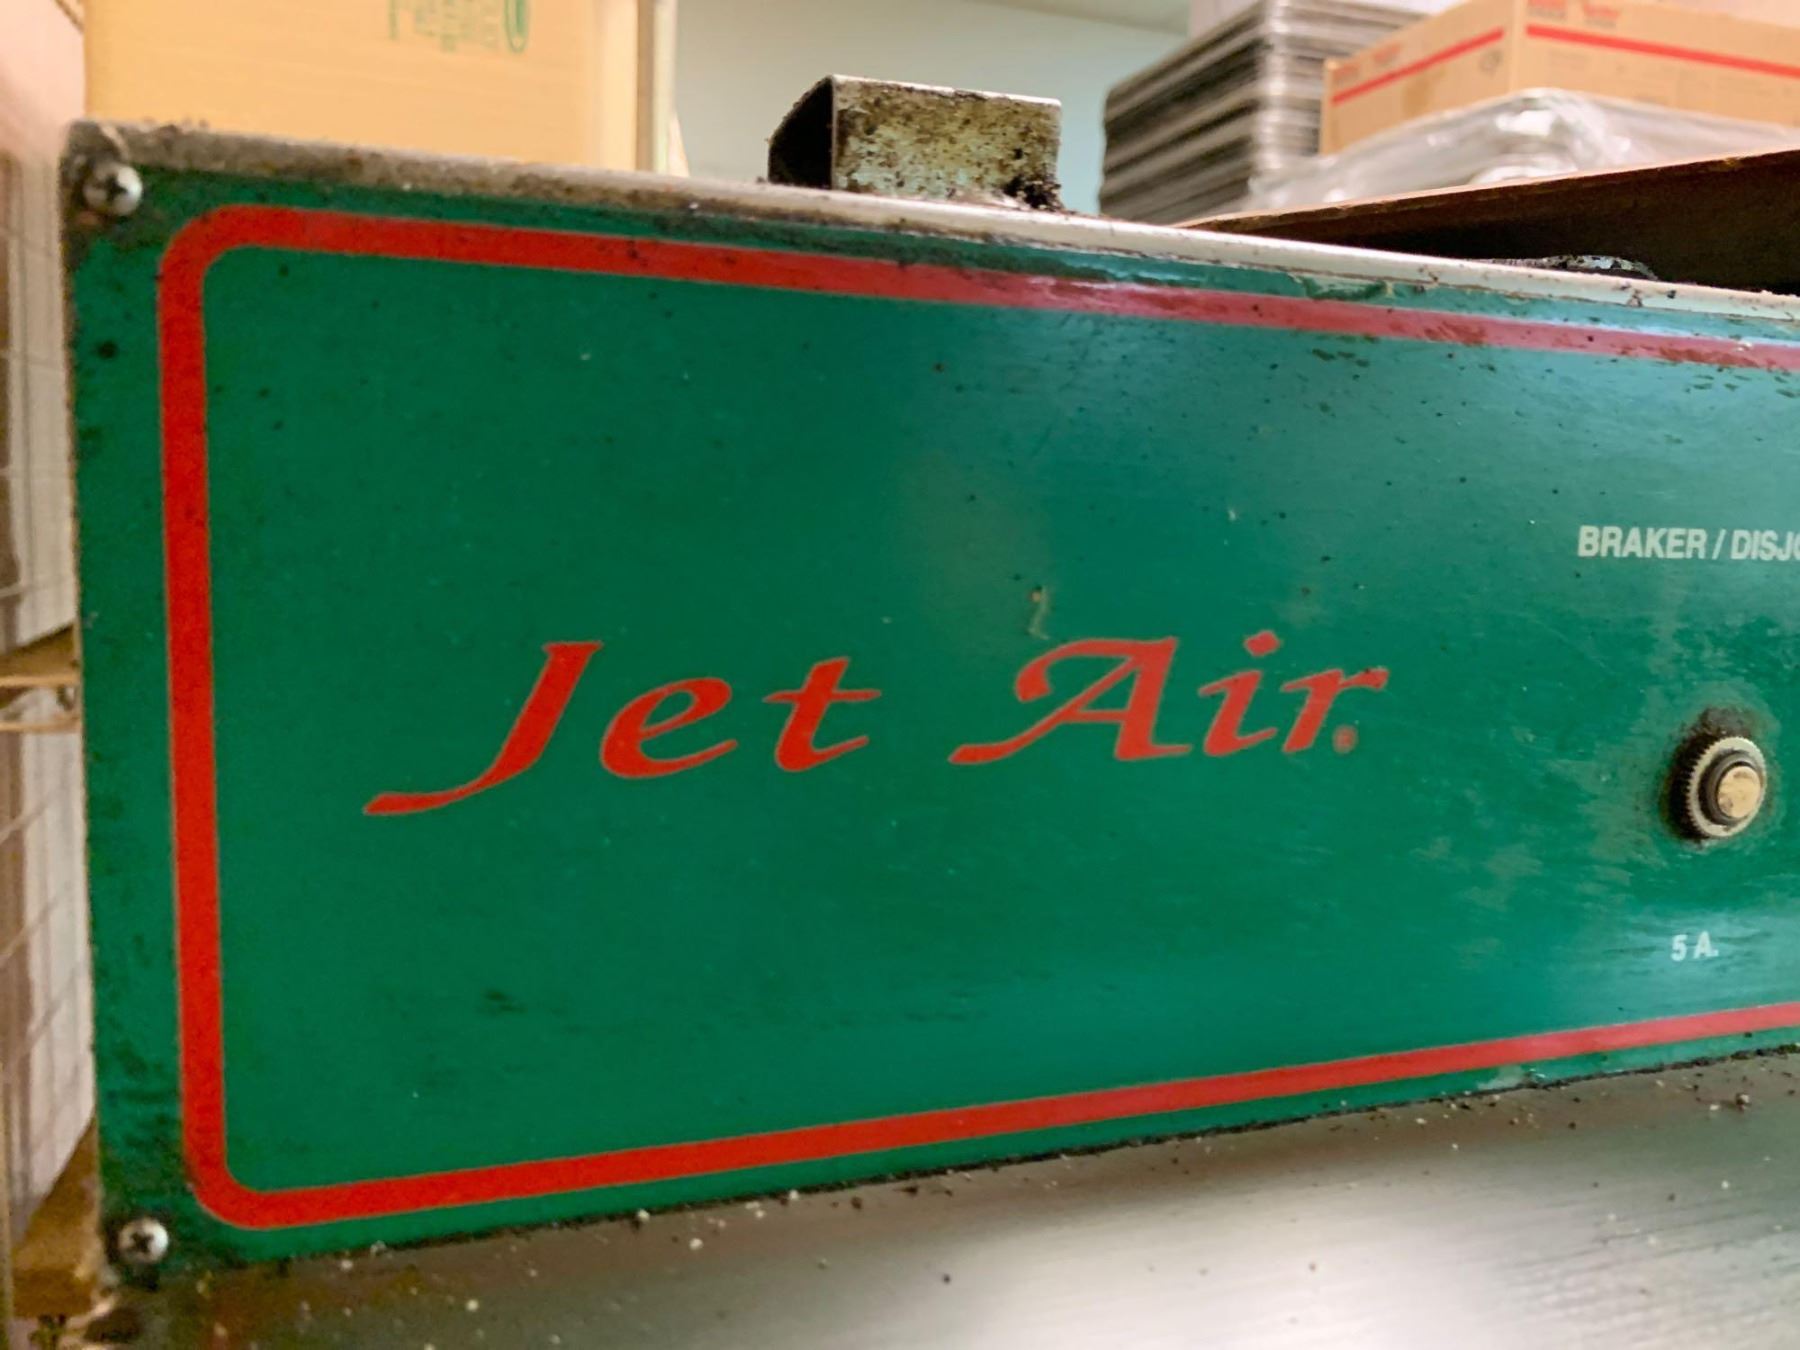 BRAKER / DISJO
Jet Air®
5 A.